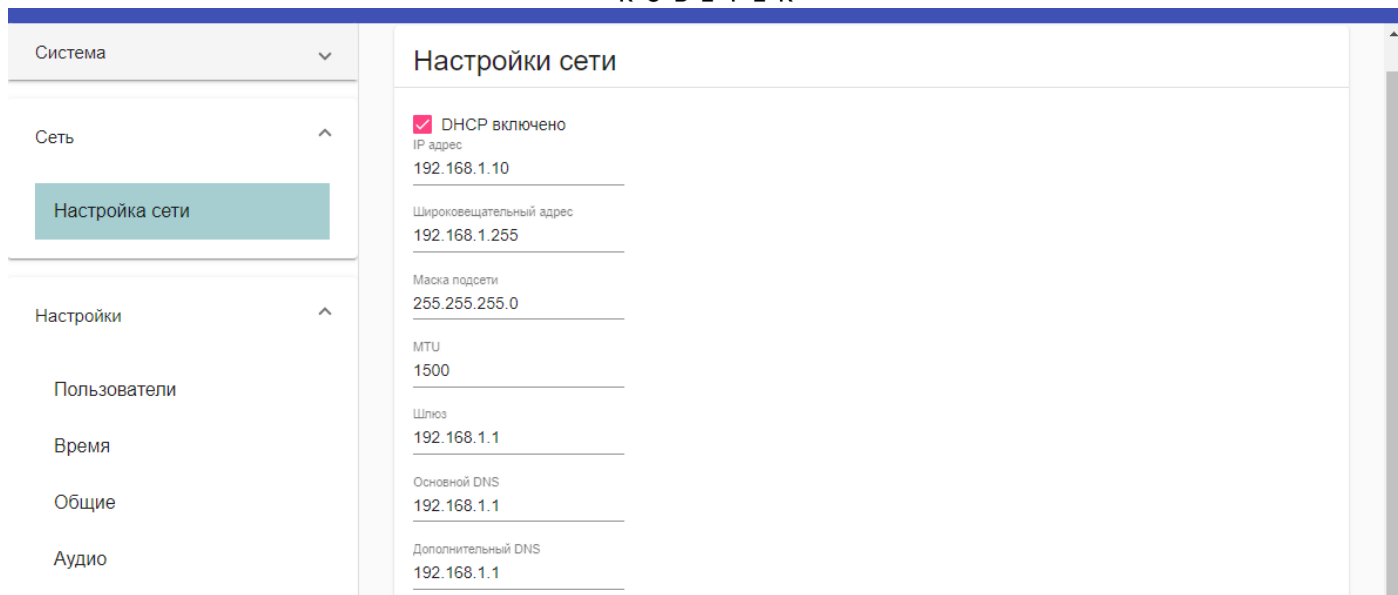 Система
Сеть
Настройка сети
Настройки
Пользователи
Время
Общие
Аудио
Настройки сети
DHCP включено
IP адрес
192.168.1.10
Широковещательный адрес
192.168.1.255
Маска подсети
255.255.255.0
MTU
1500
Шлюз
192.168.1.1
Основной DNS
192.168.1.1
Дополнительный DNS
192.168.1.1